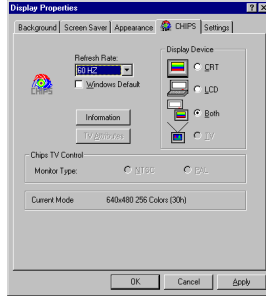 Display Properties
Background Screen Saver Appearance CHIPS Settings
Refresh Rate:
60 HZ
Windows Default
CHIPS
Information
TV Attributes
Display Device
CRT
LCD
Both
TV
Chips TV Control
Monitor Type:
NTSC
PAL
Current Mode 640x480 256 Colors (30h)
OK Cancel Apply